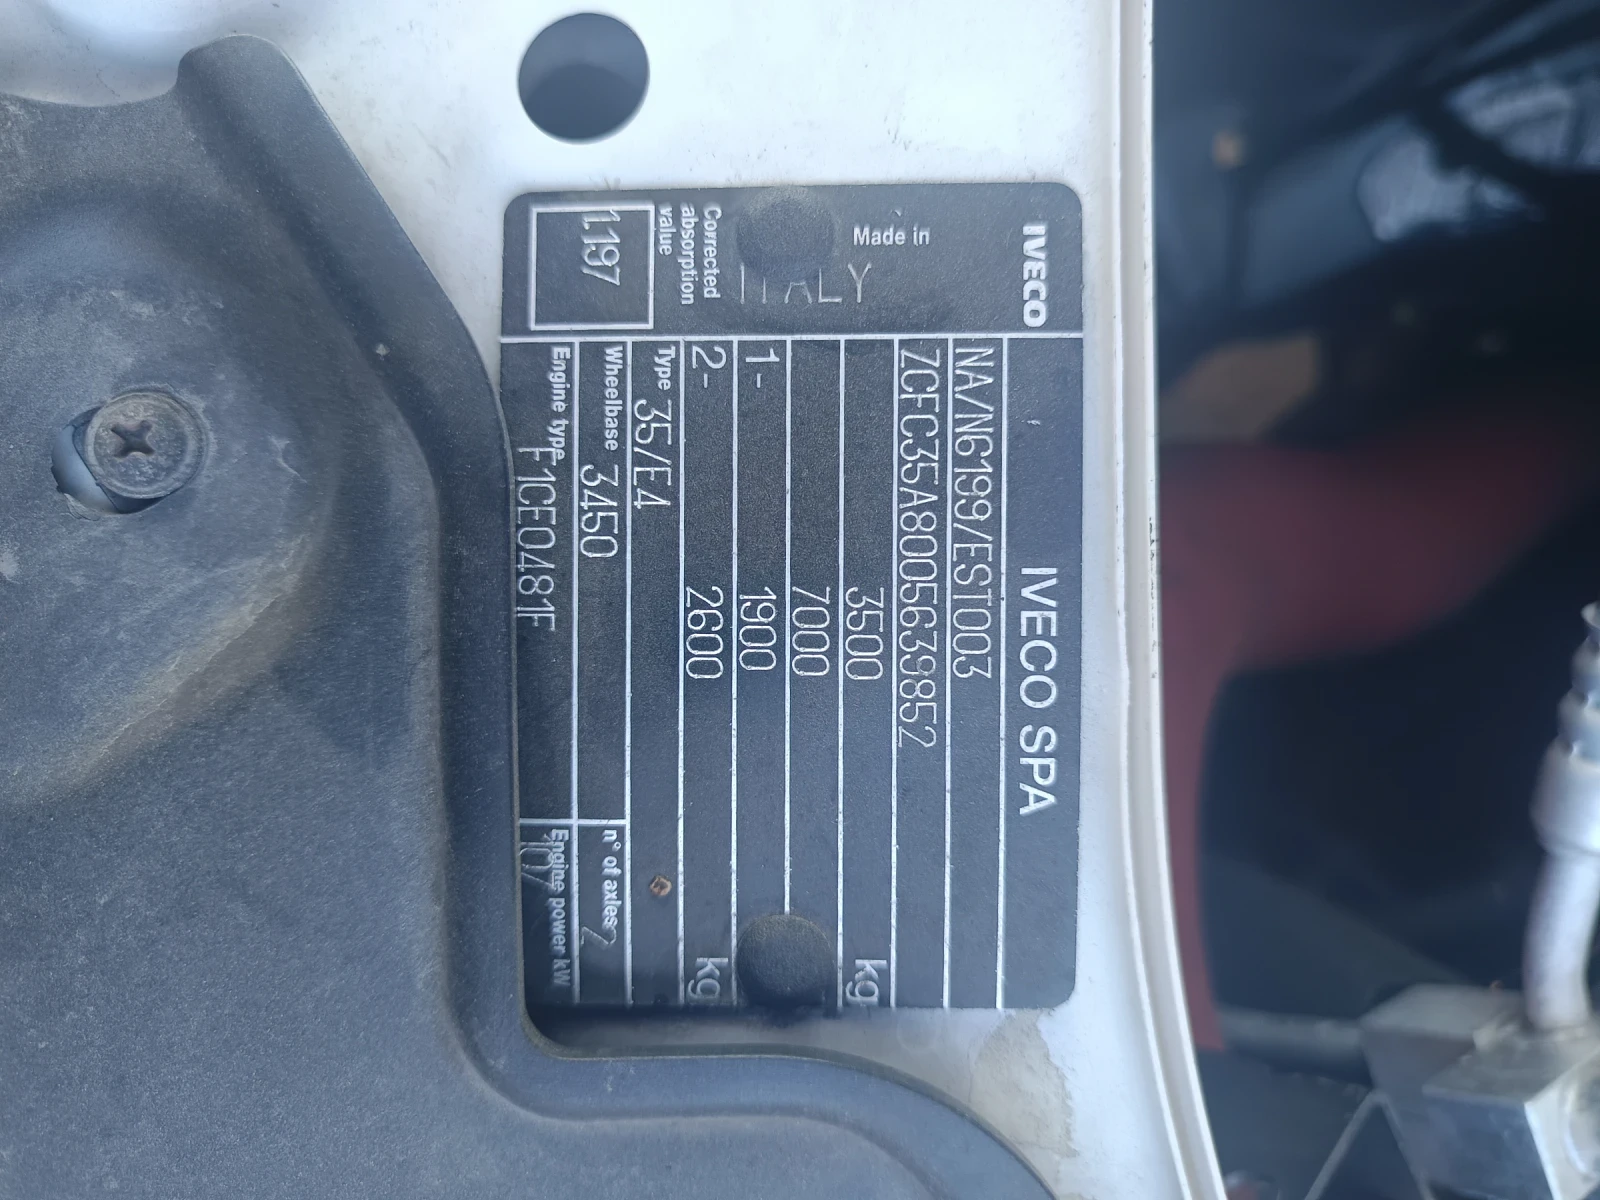 IVECO
IVECO SPA
Made in
ITALY
NA/N6199/EST003
ZCFC35A8005639852
3500 kg
7000
1- 1900
2- 2600 kg
Corrected
absorption
value
1.197
Type 35/E4
Wheelbase 3450
n° of axles 2
Engine type F1CE0481F
Engine power kW 107